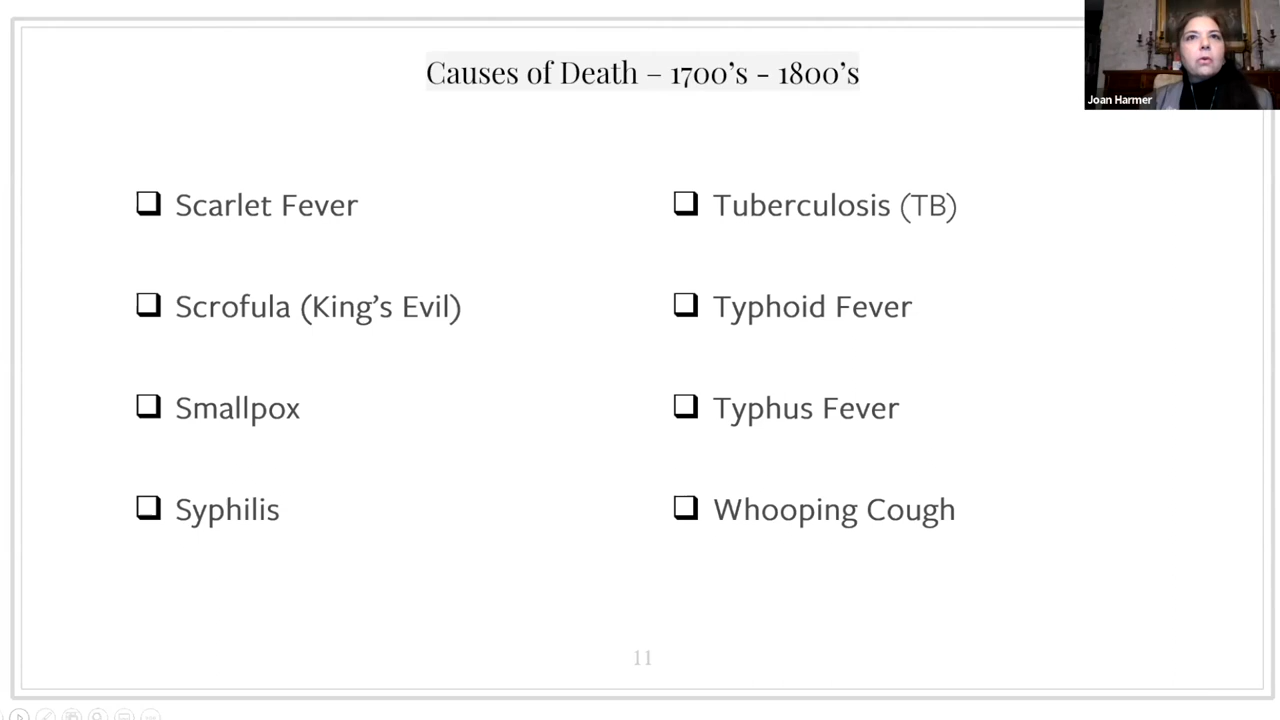 Causes of Death – 1700’s - 1800’s
Joan Harmer
Scarlet Fever
Scrofula (King’s Evil)
Smallpox
Syphilis
Tuberculosis (TB)
Typhoid Fever
Typhus Fever
Whooping Cough
11